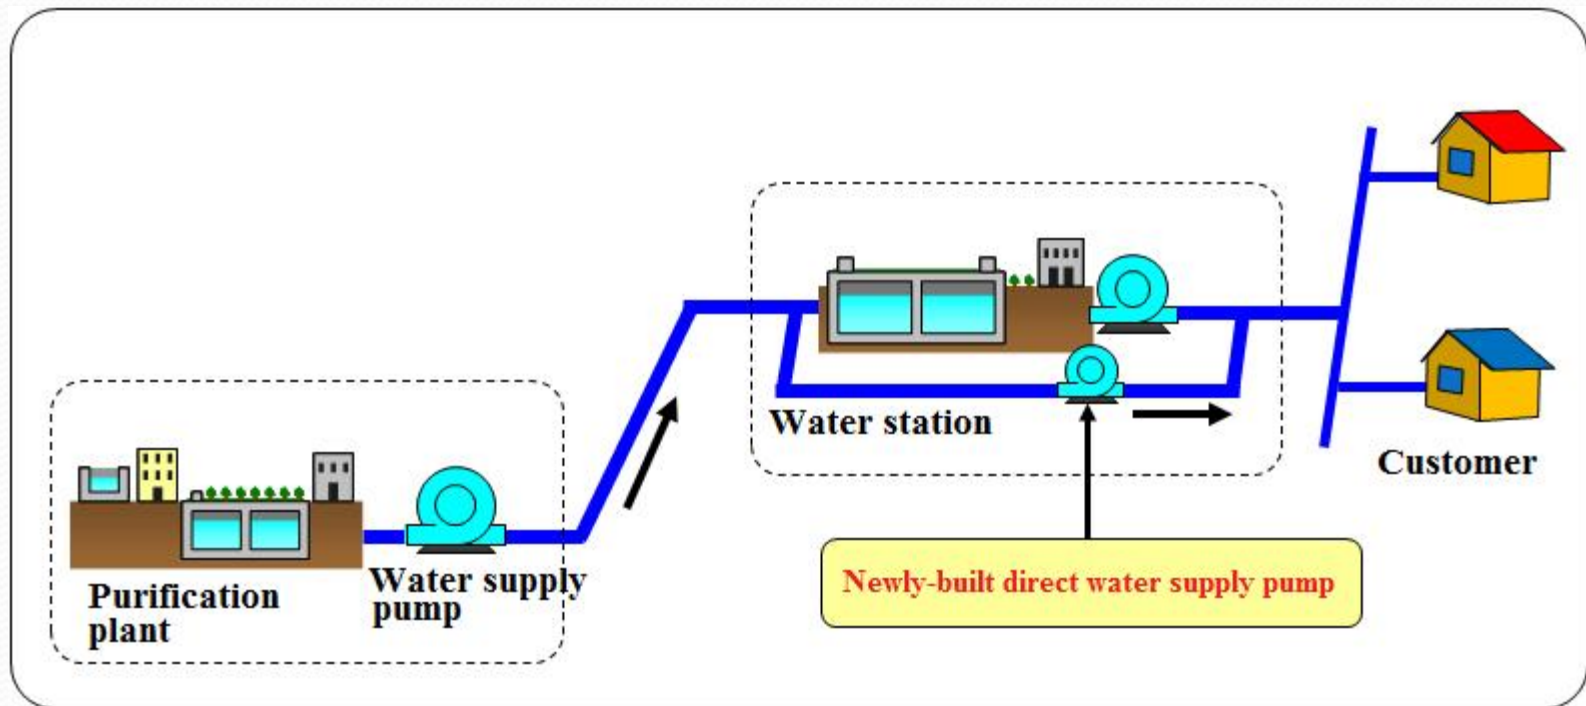 Water station
Customer
Newly-built direct water supply pump
Water supply
pump
Purification
plant